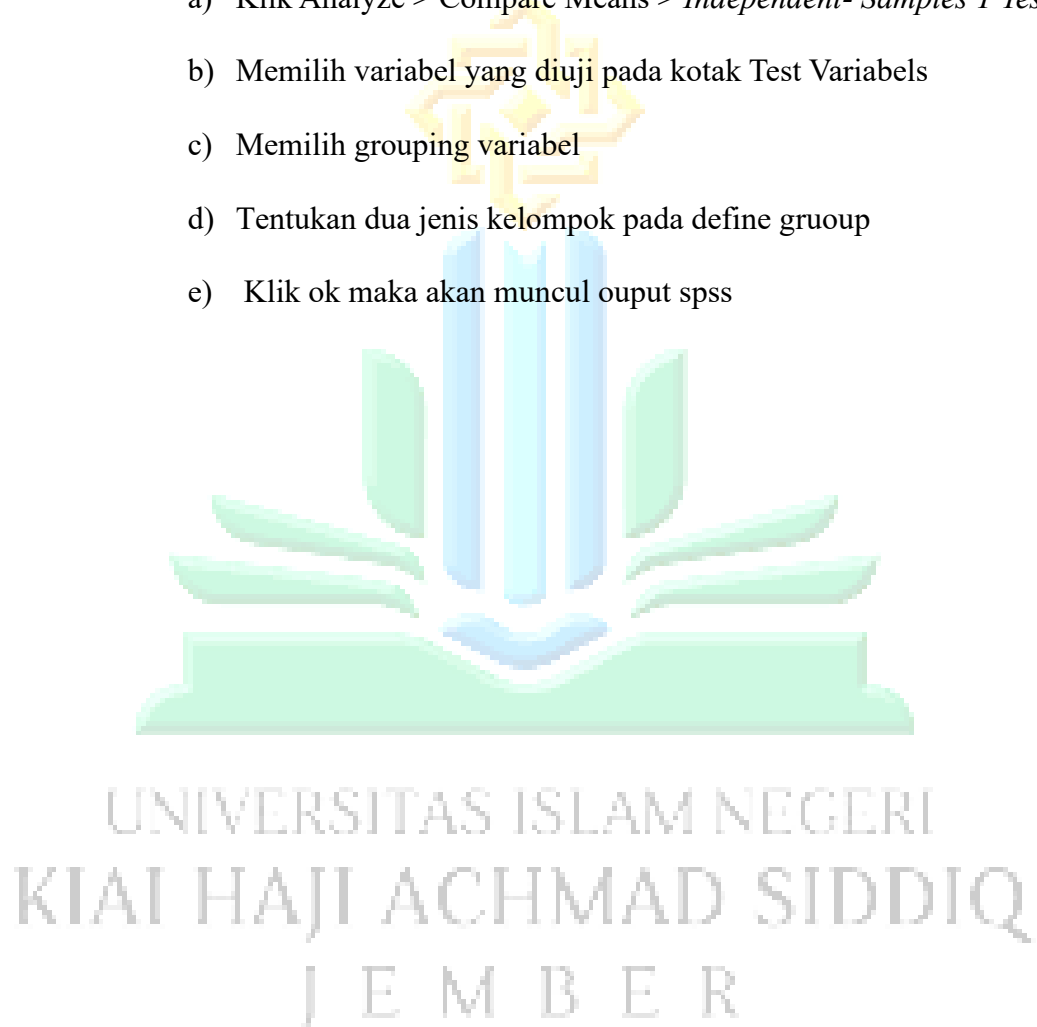 a) Klik Analyze > Compare Means > Independent- Samples T Tes
b) Memilih variabel yang diuji pada kotak Test Variabels
c) Memilih grouping variabel
d) Tentukan dua jenis kelompok pada define gruoup
e) Klik ok maka akan muncul ouput spss
UNIVERSITAS ISLAM NEGERI
KIAI HAJI ACHMAD SIDDIQ
JEMBER